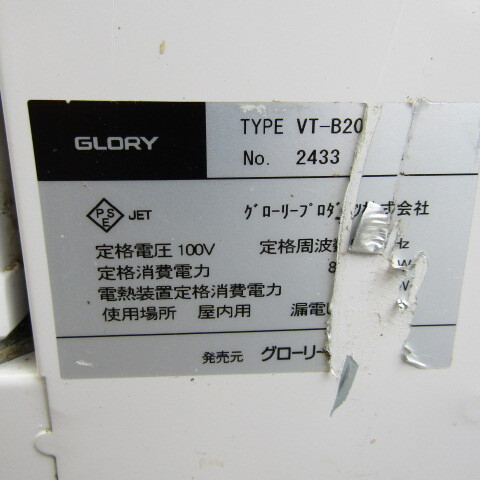 GLORY
TYPE VT-B20
No. 2433
PSE JET
グローリープロダクツ株式会社
定格電圧 100V 定格周波数 Hz
定格消費電力 8 W
電熱装置定格消費電力
使用場所 屋内用 漏電
発売元 グローリー